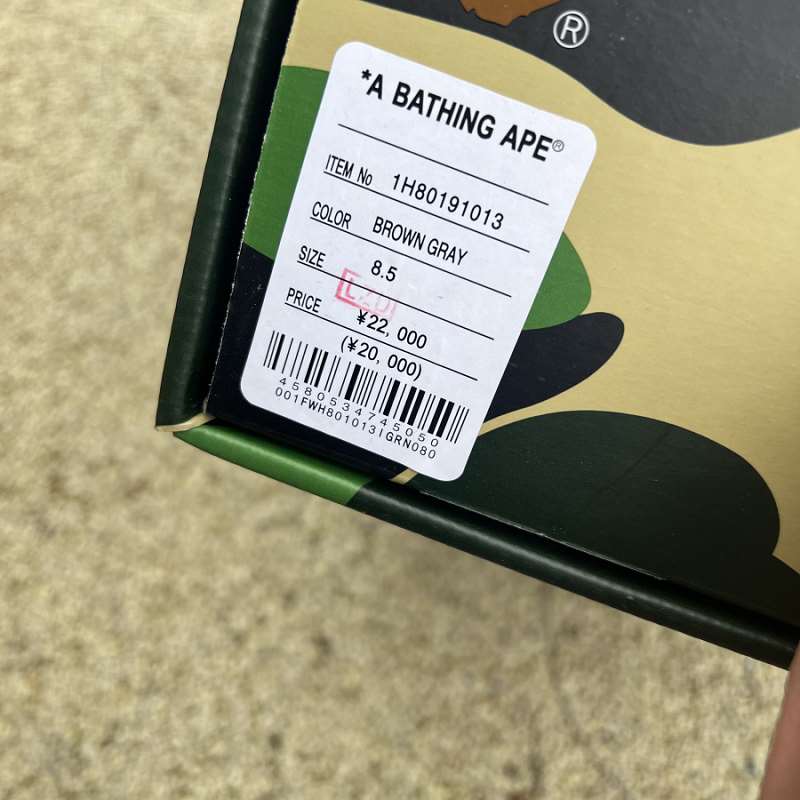 ®
*A BATHING APE®
ITEM No 1H80191013
COLOR BROWN GRAY
SIZE 8.5
PRICE ¥22, 000
(¥20, 000)
4580534745050
001FWH801013IGRN080